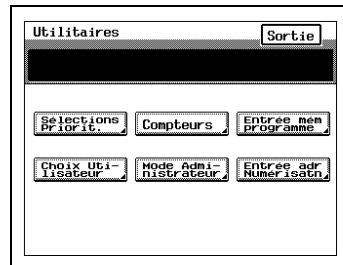 Utilitaires
Sortie
Sélections
Priorit.
Compteurs
Entrée mém
programme
Choix Uti-
lisateur
Mode Admi-
nistrateur
Entrée adr
Numérisatn